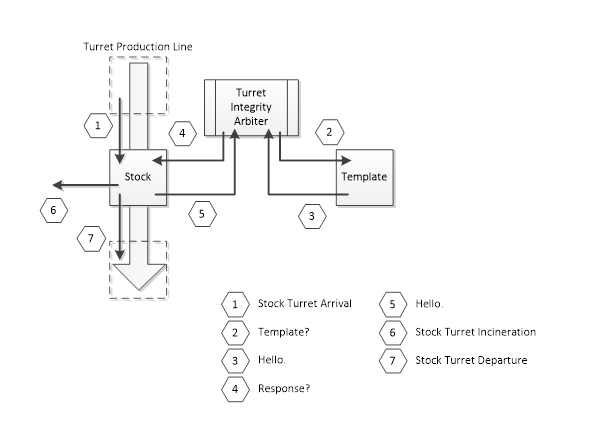 Turret Production Line
Turret
Integrity
Arbiter
1
4
2
Stock
Template
6
5
3
7
1 Stock Turret Arrival
2 Template?
3 Hello.
4 Response?
5 Hello.
6 Stock Turret Incineration
7 Stock Turret Departure